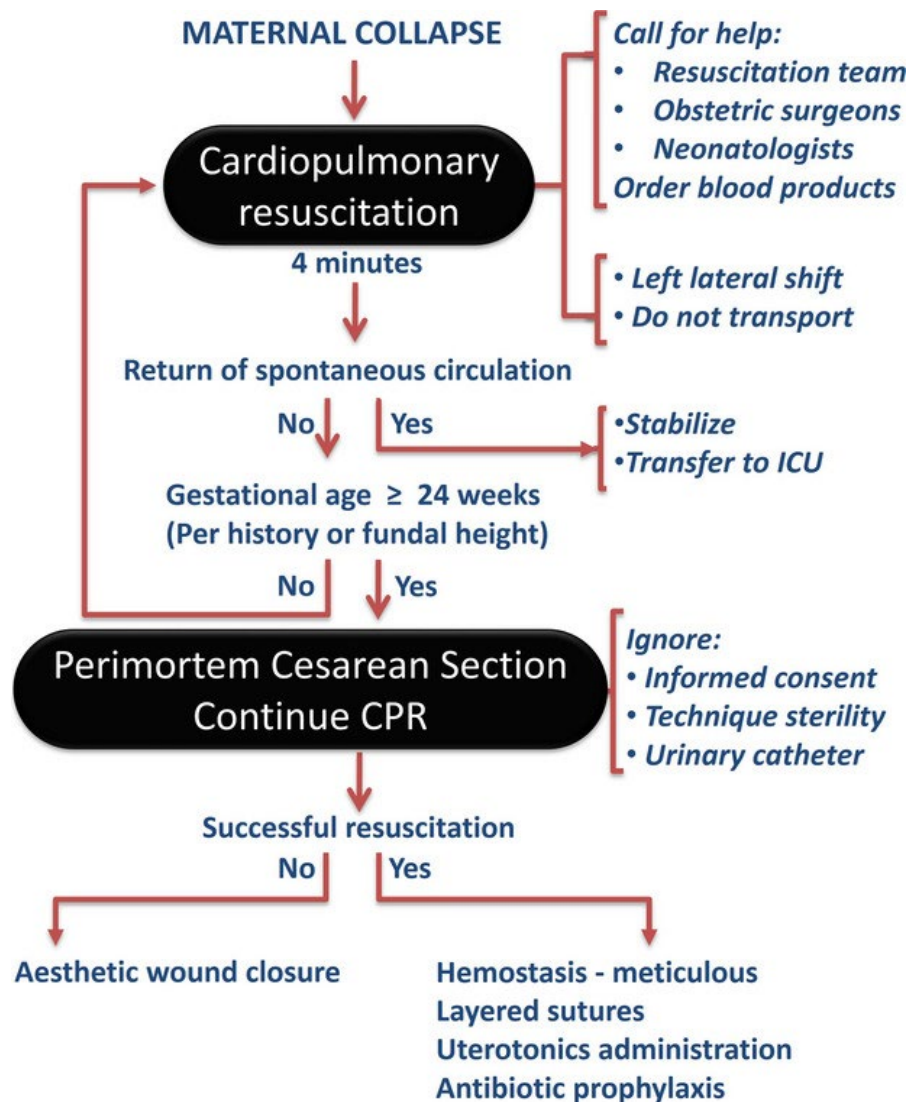 MATERNAL COLLAPSE
Call for help:
• Resuscitation team
• Obstetric surgeons
• Neonatologists
Order blood products
Cardiopulmonary
resuscitation
4 minutes
• Left lateral shift
• Do not transport
Return of spontaneous circulation
No
Yes
•Stabilize
•Transfer to ICU
Gestational age ≥ 24 weeks
(Per history or fundal height)
No
Yes
Perimortem Cesarean Section
Continue CPR
Ignore:
• Informed consent
• Technique sterility
• Urinary catheter
Successful resuscitation
No
Yes
Aesthetic wound closure
Hemostasis - meticulous
Layered sutures
Uterotonics administration
Antibiotic prophylaxis